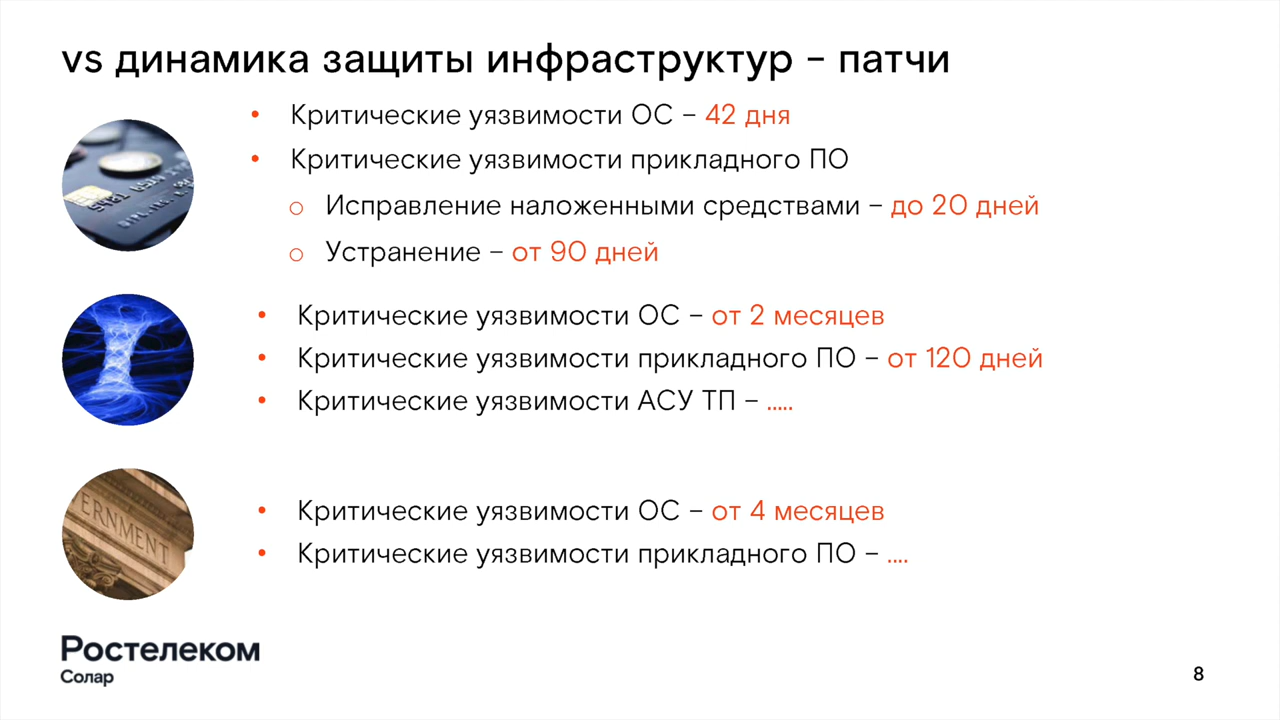 vs динамика защиты инфраструктур – патчи
• Критические уязвимости ОС – 42 дня
• Критические уязвимости прикладного ПО
o Исправление наложенными средствами – до 20 дней
o Устранение – от 90 дней
• Критические уязвимости ОС – от 2 месяцев
• Критические уязвимости прикладного ПО – от 120 дней
• Критические уязвимости АСУ ТП – .....
ERNMENT
• Критические уязвимости ОС – от 4 месяцев
• Критические уязвимости прикладного ПО – ....
Ростелеком
Солар
8